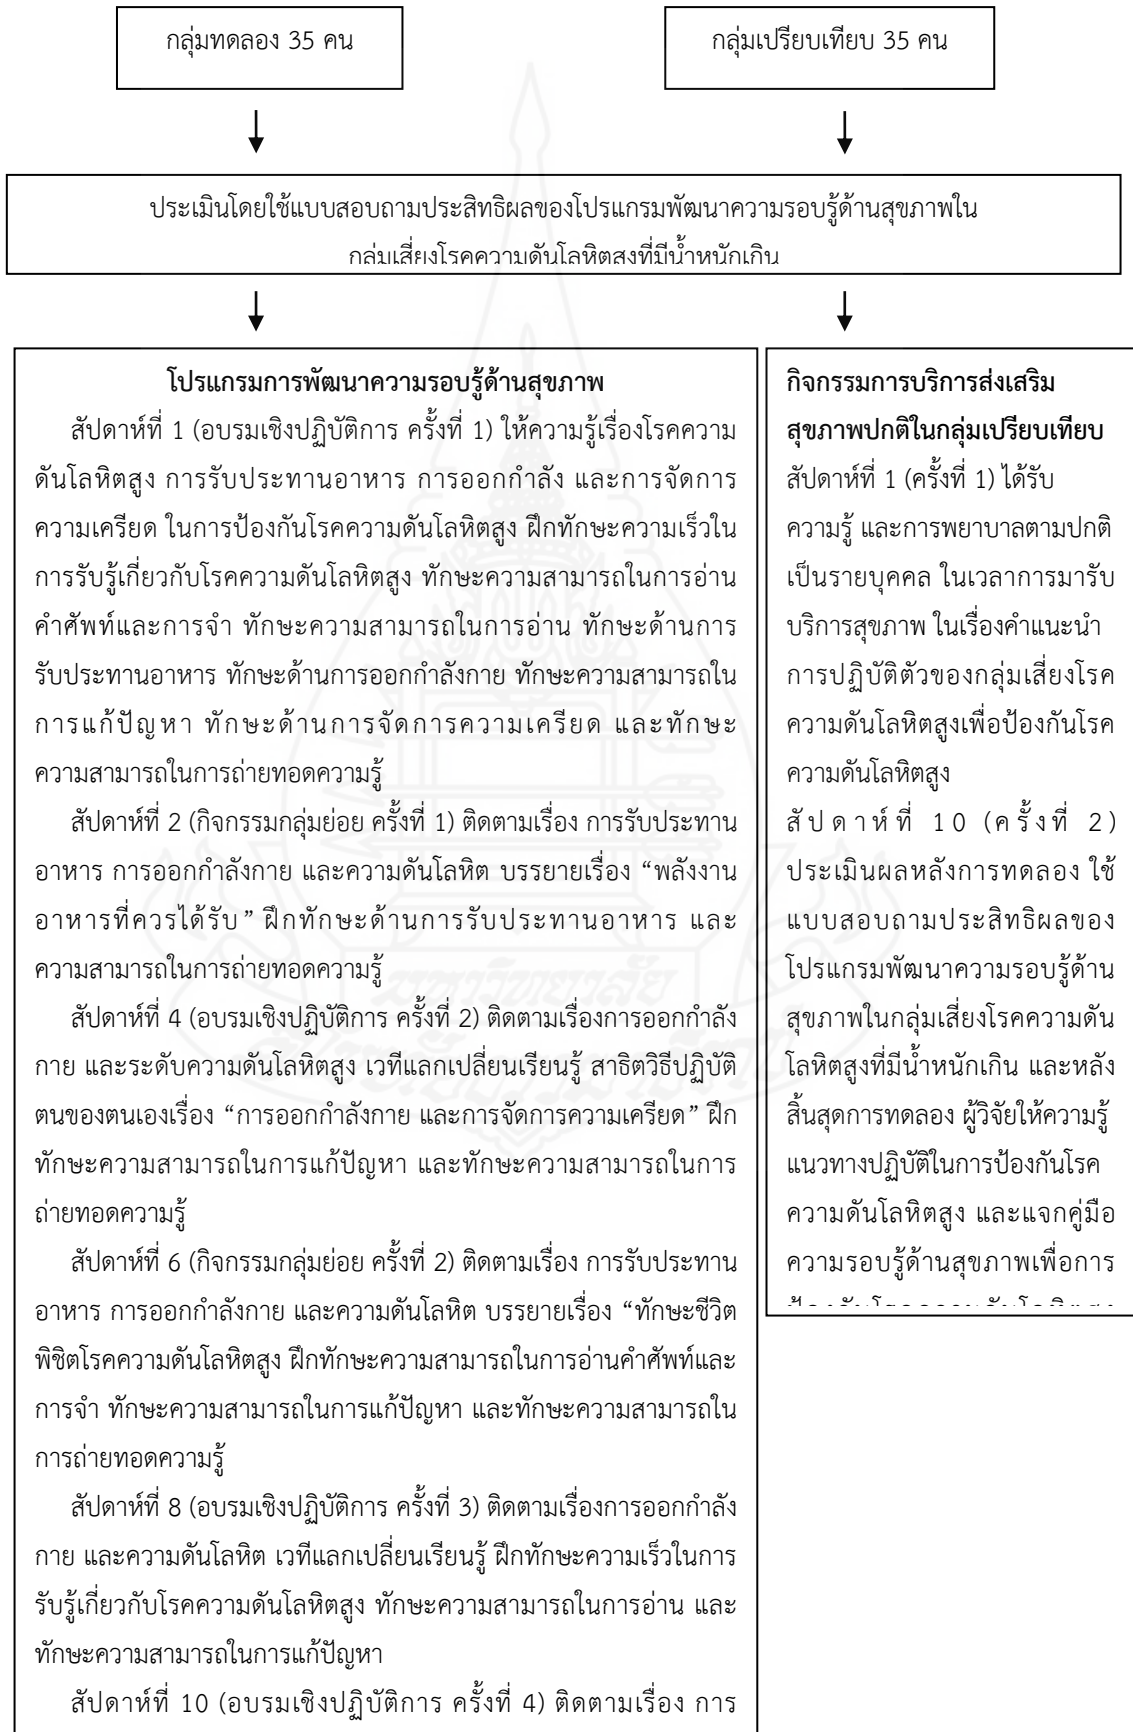 กลุ่มทดลอง 35 คน
กลุ่มเปรียบเทียบ 35 คน
ประเมินโดยใช้แบบสอบถามประสิทธิผลของโปรแกรมพัฒนาความรอบรู้ด้านสุขภาพใน
กลุ่มเสี่ยงโรคความดันโลหิตสูงที่มีน้ำหนักเกิน
โปรแกรมการพัฒนาความรอบรู้ด้านสุขภาพ
สัปดาห์ที่ 1 (อบรมเชิงปฏิบัติการ ครั้งที่ 1) ให้ความรู้เรื่องโรคความ
ดันโลหิตสูง การรับประทานอาหาร การออกกำลัง และการจัดการ
ความเครียด ในการป้องกันโรคความดันโลหิตสูง ฝึกทักษะความเร็วใน
การรับรู้เกี่ยวกับโรคความดันโลหิตสูง ทักษะความสามารถในการอ่าน
คำศัพท์และการจำ ทักษะความสามารถในการอ่าน ทักษะด้านการ
รับประทานอาหาร ทักษะด้านการออกกำลังกาย ทักษะความสามารถใน
การแก้ปัญหา ทักษะด้านการจัดการความเครียด และทักษะ
ความสามารถในการถ่ายทอดความรู้
สัปดาห์ที่ 2 (กิจกรรมกลุ่มย่อย ครั้งที่ 1) ติดตามเรื่อง การรับประทาน
อาหาร การออกกำลังกาย และความดันโลหิต บรรยายเรื่อง “พลังงาน
อาหารที่ควรได้รับ” ฝึกทักษะด้านการรับประทานอาหาร และ
ความสามารถในการถ่ายทอดความรู้
สัปดาห์ที่ 4 (อบรมเชิงปฏิบัติการ ครั้งที่ 2) ติดตามเรื่องการออกกำลัง
กาย และระดับความดันโลหิตสูง เวทีแลกเปลี่ยนเรียนรู้ สาธิตวิธีปฏิบัติ
ตนของตนเองเรื่อง “การออกกำลังกาย และการจัดการความเครียด” ฝึก
ทักษะความสามารถในการแก้ปัญหา และทักษะความสามารถในการ
ถ่ายทอดความรู้
สัปดาห์ที่ 6 (กิจกรรมกลุ่มย่อย ครั้งที่ 2) ติดตามเรื่อง การรับประทาน
อาหาร การออกกำลังกาย และความดันโลหิต บรรยายเรื่อง “ทักษะชีวิต
พิชิตโรคความดันโลหิตสูง ฝึกทักษะความสามารถในการอ่านคำศัพท์และ
การจำ ทักษะความสามารถในการแก้ปัญหา และทักษะความสามารถใน
การถ่ายทอดความรู้
สัปดาห์ที่ 8 (อบรมเชิงปฏิบัติการ ครั้งที่ 3) ติดตามเรื่องการออกกำลัง
กาย และความดันโลหิต เวทีแลกเปลี่ยนเรียนรู้ ฝึกทักษะความเร็วในการ
รับรู้เกี่ยวกับโรคความดันโลหิตสูง ทักษะความสามารถในการอ่าน และ
ทักษะความสามารถในการแก้ปัญหา
สัปดาห์ที่ 10 (อบรมเชิงปฏิบัติการ ครั้งที่ 4) ติดตามเรื่อง การ
กิจกรรมการบริการส่งเสริม
สุขภาพปกติในกลุ่มเปรียบเทียบ
สัปดาห์ที่ 1 (ครั้งที่ 1) ได้รับ
ความรู้ และการพยาบาลตามปกติ
เป็นรายบุคคล ในเวลาการมารับ
บริการสุขภาพ ในเรื่องคำแนะนำ
การปฏิบัติตัวของกลุ่มเสี่ยงโรค
ความดันโลหิตสูงเพื่อป้องกันโรค
ความดันโลหิตสูง
สัปดาห์ที่ 10 (ครั้งที่ 2)
ประเมินผลหลังการทดลอง ใช้
แบบสอบถามประสิทธิผลของ
โปรแกรมพัฒนาความรอบรู้ด้าน
สุขภาพในกลุ่มเสี่ยงโรคความดัน
โลหิตสูงที่มีน้ำหนักเกิน และหลัง
สิ้นสุดการทดลอง ผู้วิจัยให้ความรู้
แนวทางปฏิบัติในการป้องกันโรค
ความดันโลหิตสูง และแจกคู่มือ
ความรอบรู้ด้านสุขภาพเพื่อการ
ป้องกันโรคความดันโลหิตสูง
มหาวิทยาลัย
สุโขทัยธรรมาธิราช